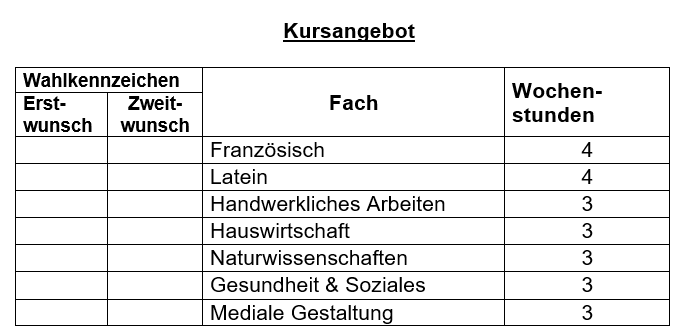 Kursangebot
Wahlkennzeichen
Erst-
wunsch
Zweit-
wunsch
Fach
Wochen-
stunden
Französisch 4
Latein 4
Handwerkliches Arbeiten 3
Hauswirtschaft 3
Naturwissenschaften 3
Gesundheit & Soziales 3
Mediale Gestaltung 3